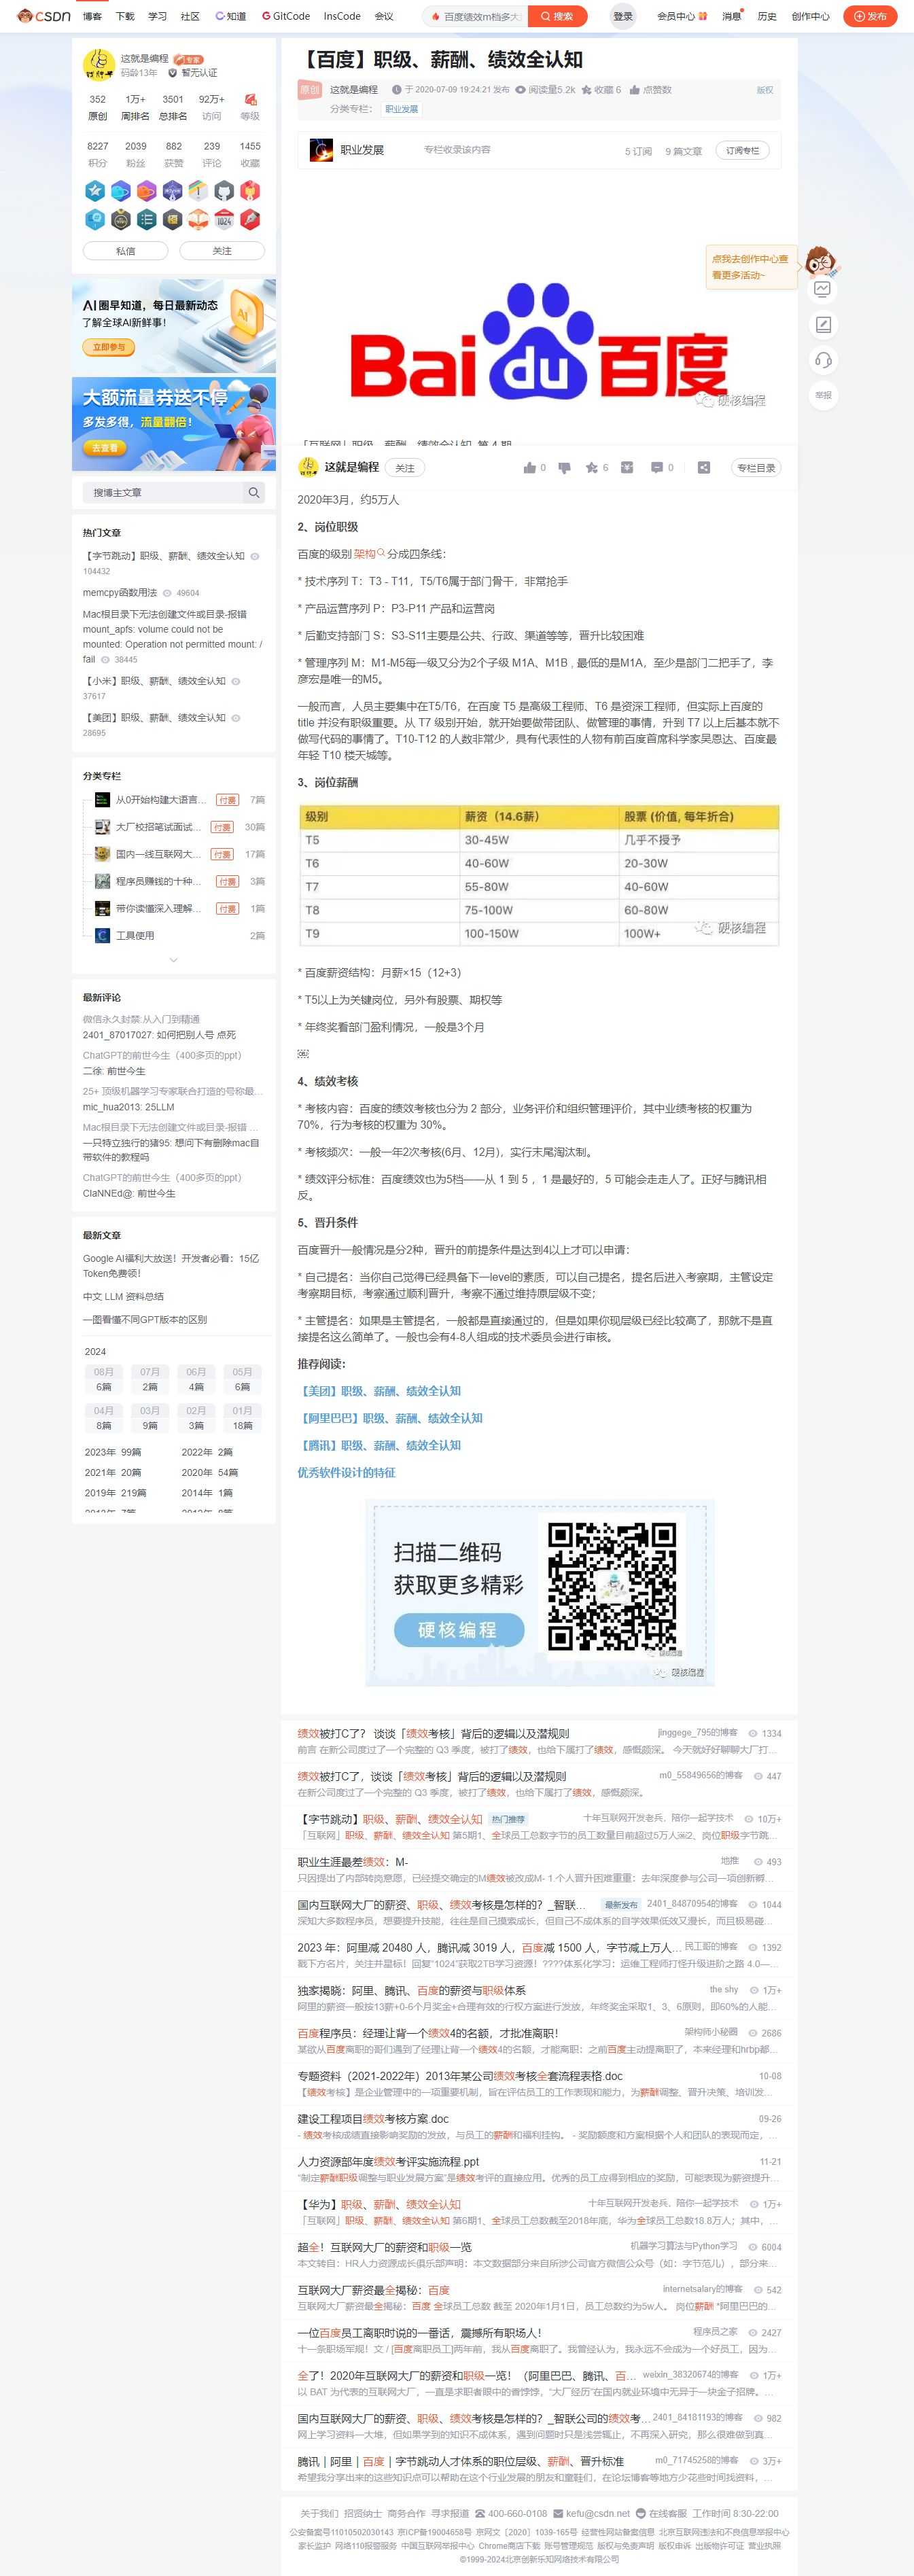 CSDN 博客 下载 学习 社区 知道 GitCode InsCode 会议 百度绩效m档多大 搜索 登录 会员中心 消息 历史 创作中心 发布
这就是编程 专家
码龄13年 暂无认证
352 1万+ 3501 92万+
原创 周排名 总排名 访问 等级
8227 2039 882 239 1455
积分 粉丝 获赞 评论 收藏
1024
私信 关注
AI圈早知道，每日最新动态
了解全球AI新鲜事！
立即参与
大额流量券送不停
多发多得，流量翻倍！
去查看
搜博主文章
热门文章
【字节跳动】职级、薪酬、绩效全认知
104432
memcpy函数用法 49604
Mac根目录下无法创建文件或目录-报错
mount_apfs: volume could not be
mounted: Operation not permitted mount: /
fail 38445
【小米】职级、薪酬、绩效全认知
37617
【美团】职级、薪酬、绩效全认知
28695
分类专栏
从0开始构建大语言... 付费 7篇
大厂校招笔试面试... 付费 30篇
国内一线互联网大... 付费 17篇
程序员赚钱的十种... 付费 3篇
带你读懂深入理解... 付费 1篇
工具使用 2篇
最新评论
微信永久封禁:从入门到精通
2401_87017027: 如何把别人号 点死
ChatGPT的前世今生（400多页的ppt）
二徐: 前世今生
25+ 顶级机器学习专家联合打造的号称最...
mic_hua2013: 25LLM
Mac根目录下无法创建文件或目录-报错 ...
一只特立独行的猪95: 想问下有删除mac自
带软件的教程吗
ChatGPT的前世今生（400多页的ppt）
ClaNNEd@: 前世今生
最新文章
Google AI福利大放送！开发者必看：15亿
Token免费领！
中文 LLM 资料总结
一图看懂不同GPT版本的区别
2024
08月 07月 06月 05月
6篇 2篇 4篇 6篇
04月 03月 02月 01月
8篇 9篇 3篇 18篇
2023年 99篇 2022年 2篇
2021年 20篇 2020年 54篇
2019年 219篇 2014年 1篇
【百度】职级、薪酬、绩效全认知
原创 这就是编程 于 2020-07-09 19:24:21 发布 阅读量5.2k 收藏 6 点赞数 版权
分类专栏： 职业发展
职业发展 专栏收录该内容 5 订阅 9 篇文章 订阅专栏
点我去创作中心查
看更多活动~
举报
Bai du 百度
硬核编程
「互联网」职级、薪酬、绩效全认知 第 4 期
这就是编程 关注 0 6 0 专栏目录
2020年3月，约5万人
2、岗位职级
百度的级别架构分成四条线：
* 技术序列 T：T3 - T11，T5/T6属于部门骨干，非常抢手
* 产品运营序列 P：P3-P11 产品和运营岗
* 后勤支持部门 S：S3-S11主要是公共、行政、渠道等等，晋升比较困难
* 管理序列 M：M1-M5每一级又分为2个子级 M1A、M1B , 最低的是M1A，至少是部门二把手了，李
彦宏是唯一的M5。
一般而言，人员主要集中在T5/T6，在百度 T5 是高级工程师、T6 是资深工程师，但实际上百度的
title 并没有职级重要。从 T7 级别开始，就开始要做带团队、做管理的事情，升到 T7 以上后基本就不
做写代码的事情了。T10-T12 的人数非常少，具有代表性的人物有前百度首席科学家吴恩达、百度最
年轻 T10 楼天城等。
3、岗位薪酬
级别 薪资（14.6薪） 股票 (价值, 每年折合)
T5 30-45W 几乎不授予
T6 40-60W 20-30W
T7 55-80W 40-60W
T8 75-100W 60-80W
T9 100-150W 100W+
硬核编程
* 百度薪资结构：月薪×15（12+3）
* T5以上为关键岗位，另外有股票、期权等
* 年终奖看部门盈利情况，一般是3个月
￼
4、绩效考核
* 考核内容：百度的绩效考核也分为 2 部分，业务评价和组织管理评价，其中业绩考核的权重为
70%，行为考核的权重为 30%。
* 考核频次：一般一年2次考核(6月、12月)，实行末尾淘汰制。
* 绩效评分标准：百度绩效也为5档——从 1 到 5 ，1 是最好的，5 可能会走走人了。正好与腾讯相
反。
5、晋升条件
百度晋升一般情况是分2种，晋升的前提条件是达到4以上才可以申请：
* 自己提名：当你自己觉得已经具备下一level的素质，可以自己提名，提名后进入考察期，主管设定
考察期目标，考察通过顺利晋升，考察不通过维持原层级不变；
* 主管提名：如果是主管提名，一般都是直接通过的，但是如果你现层级已经比较高了，那就不是直
接提名这么简单了。一般也会有4-8人组成的技术委员会进行审核。
推荐阅读：
【美团】职级、薪酬、绩效全认知
【阿里巴巴】职级、薪酬、绩效全认知
【腾讯】职级、薪酬、绩效全认知
优秀软件设计的特征
扫描二维码
获取更多精彩
硬核编程
硬核编程
绩效被打C了？ 谈谈「绩效考核」背后的逻辑以及潜规则 jinggege_795的博客 1334
前言 在新公司度过了一个完整的 Q3 季度，被打了绩效，也给下属打了绩效，感慨颇深。 今天就好好聊聊大厂打...
绩效被打C了，谈谈「绩效考核」背后的逻辑以及潜规则 m0_55849656的博客 447
在新公司度过了一个完整的 Q3 季度，被打了绩效，也给下属打了绩效，感慨颇深。
【字节跳动】职级、薪酬、绩效全认知 热门推荐 十年互联网开发老兵，陪你一起学技术 10万+
「互联网」职级、薪酬、绩效全认知 第5期1、全球员工总数字节的员工数量目前超过5万人￼2、岗位职级字节跳...
职业生涯最差绩效：M- 地推 493
只因提出了内部转岗意愿，已经提交确定的M绩效被改成M- 1.个人晋升困难重重：去年深度参与公司一项创新孵...
国内互联网大厂的薪资、职级、绩效考核是怎样的？_智联... 最新发布 2401_84870954的博客 1044
深知大多数程序员，想要提升技能，往往是自己摸索成长，但自己不成体系的自学效果低效又漫长，而且极易碰...
2023 年：阿里减 20480 人，腾讯减 3019 人，百度减 1500 人，字节减上万人... 民工哥的博客 1392
戳下方名片，关注并星标！回复“1024”获取2TB学习资源！????体系化学习：运维工程师打怪升级进阶之路 4.0—...
独家揭晓：阿里、腾讯、百度的薪资与职级体系 the shy 1万+
阿里的薪资一般按13薪+0-6个月奖金+合理有效的行权方案进行发放，年终奖金采取1、3、6原则，即60%的人能...
百度程序员：经理让背一个绩效4的名额，才批准离职！ 架构师小秘圈 2686
某欲从百度离职的哥们遇到了经理让背一个绩效4的名额，才能离职：之前百度主动提离职了，本来经理和hrbp都...
专题资料（2021-2022年）2013年某公司绩效考核全套流程表格.doc 10-08
【绩效考核】是企业管理中的一项重要机制，旨在评估员工的工作表现和能力，为薪酬调整、晋升决策、培训发...
建设工程项目绩效考核方案.doc 09-26
- 绩效考核成绩直接影响奖励的发放，与员工的薪酬和福利挂钩。 - 奖励额度和方案根据个人和团队的表现而定，...
人力资源部年度绩效考评实施流程.ppt 11-21
“制定薪酬职级调整与职业发展方案”是绩效考评的直接应用。优秀的员工应得到相应的奖励，可能表现为薪资提升...
【华为】职级、薪酬、绩效全认知 十年互联网开发老兵，陪你一起学技术 1万+
「互联网」职级、薪酬、绩效全认知 第6期1、全球员工总数截至2018年底，华为全球员工总数18.8万人；其中，...
超全！互联网大厂的薪资和职级一览 机器学习算法与Python学习 6004
本文转自：HR人力资源成长俱乐部声明：本文数据部分来自所涉公司官方微信公众号（如：字节范儿），部分来...
互联网大厂薪资最全揭秘：百度 internetsalary的博客 542
互联网大厂薪资最全揭秘：百度 全球员工总数 截至 2020年1月1日，员工总数约为5w人。 岗位薪酬 *阿里巴巴的...
一位百度员工离职时说的一番话，震撼所有职场人！ 程序员之家 2427
十一条职场军规！文 / [百度离职员工]两年前，我从百度离职了。我曾经认为，我永远不会成为一个好员工，因为...
全了！2020年互联网大厂的薪资和职级一览！（阿里巴巴、腾讯、百... weixin_38320674的博客 1万+
以 BAT 为代表的互联网大厂，一直是求职者眼中的香饽饽，“大厂经历”在国内就业环境中无异于一块金子招牌。...
国内互联网大厂的薪资、职级、绩效考核是怎样的？_智联公司的绩效考... 2401_84181193的博客 982
网上学习资料一大堆，但如果学到的知识不成体系，遇到问题时只是浅尝辄止，不再深入研究，那么很难做到真...
腾讯 | 阿里 | 百度 | 字节跳动人才体系的职位层级、薪酬、晋升标准 m0_71745258的博客 3万+
希望我分享出来的这些知识点可以帮助在这个行业发展的朋友和童鞋们，在论坛博客等地方少花些时间找资料，...
关于我们 招贤纳士 商务合作 寻求报道 400-660-0108 kefu@csdn.net 在线客服 工作时间 8:30-22:00
公安备案号11010502030143 京ICP备19004658号 京网文〔2020〕1039-165号 经营性网站备案信息 北京互联网违法和不良信息举报中心
家长监护 网络110报警服务 中国互联网举报中心 Chrome商店下载 账号管理规范 版权与免责声明 版权申诉 出版物许可证 营业执照
©1999-2024北京创新乐知网络技术有限公司